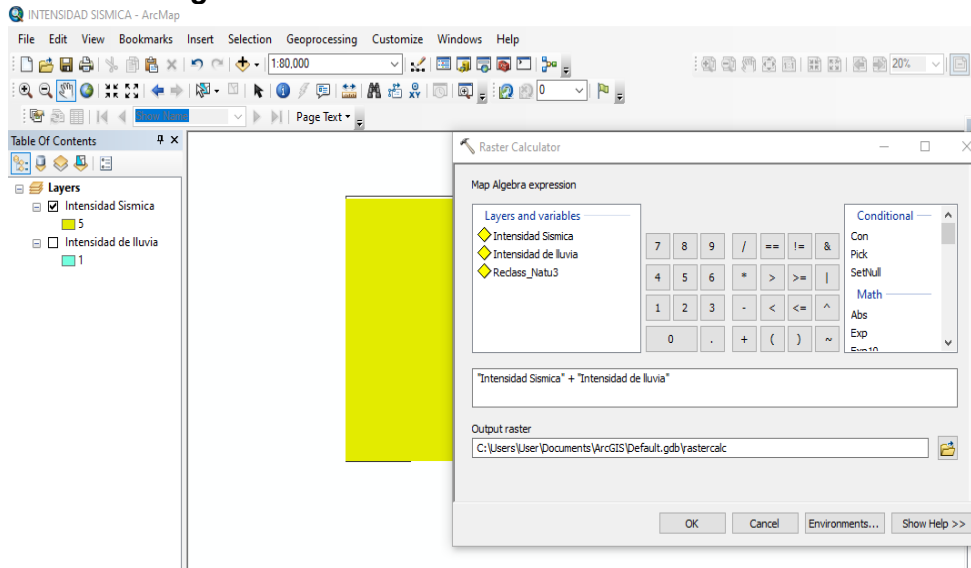 INTENSIDAD SISMICA - ArcMap
File Edit View Bookmarks Insert Selection Geoprocessing Customize Windows Help
1:80,000
20%
0
Show Name
Page Text
Table Of Contents
Layers
Intensidad Sismica
5
Intensidad de lluvia
1
Raster Calculator
Map Algebra expression
Layers and variables
Intensidad Sismica
Intensidad de lluvia
Reclass_Natu3
7 8 9 / == != &
4 5 6 * > >= |
1 2 3 - < <= ^
0 . + ( ) ~
Conditional
Con
Pick
SetNull
Math
Abs
Exp
Exp10
"Intensidad Sismica" + "Intensidad de lluvia"
Output raster
C:\Users\User\Documents\ArcGIS\Default.gdb\rastercalc
OK Cancel Environments... Show Help >>